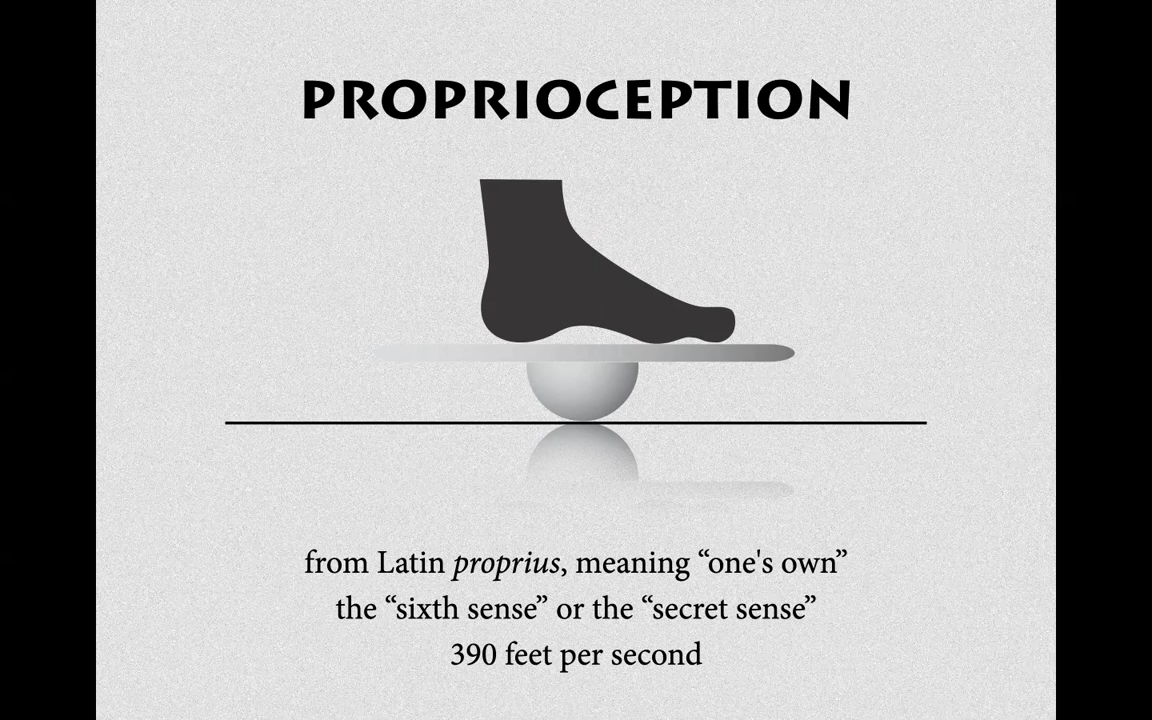 PROPRIOCEPTION
from Latin proprius, meaning “one's own”
the “sixth sense” or the “secret sense”
390 feet per second